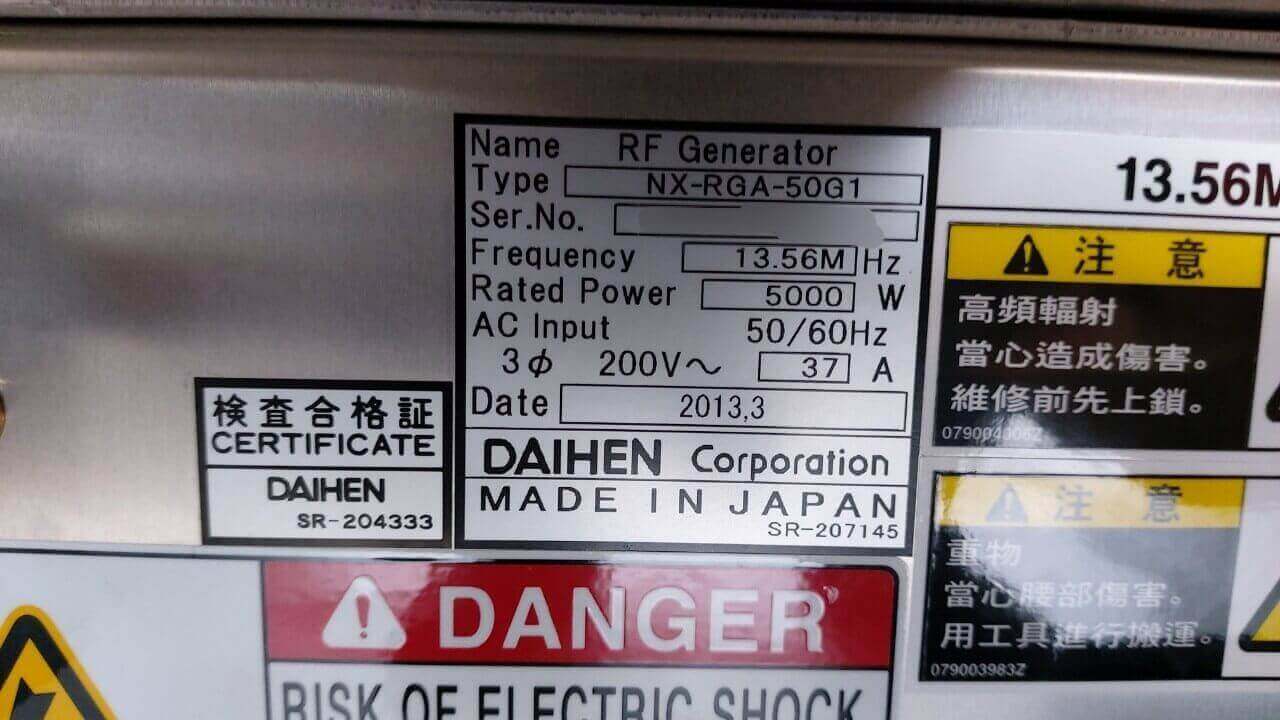 Name RF Generator
Type NX-RGA-50G1
Ser.No.
Frequency 13.56M Hz
Rated Power 5000 W
AC Input 50/60Hz
3φ 200V～ 37 A
Date 2013,3
DAIHEN Corporation
MADE IN JAPAN
SR-207145
検査合格証
CERTIFICATE
DAIHEN
SR-204333
13.56M
注 意
高頻輻射
當心造成傷害。
維修前先上鎖。
079004006Z
注 意
重物
當心腰部傷害。
用工具進行搬運。
079003983Z
DANGER
RISK OF ELECTRIC SHOCK